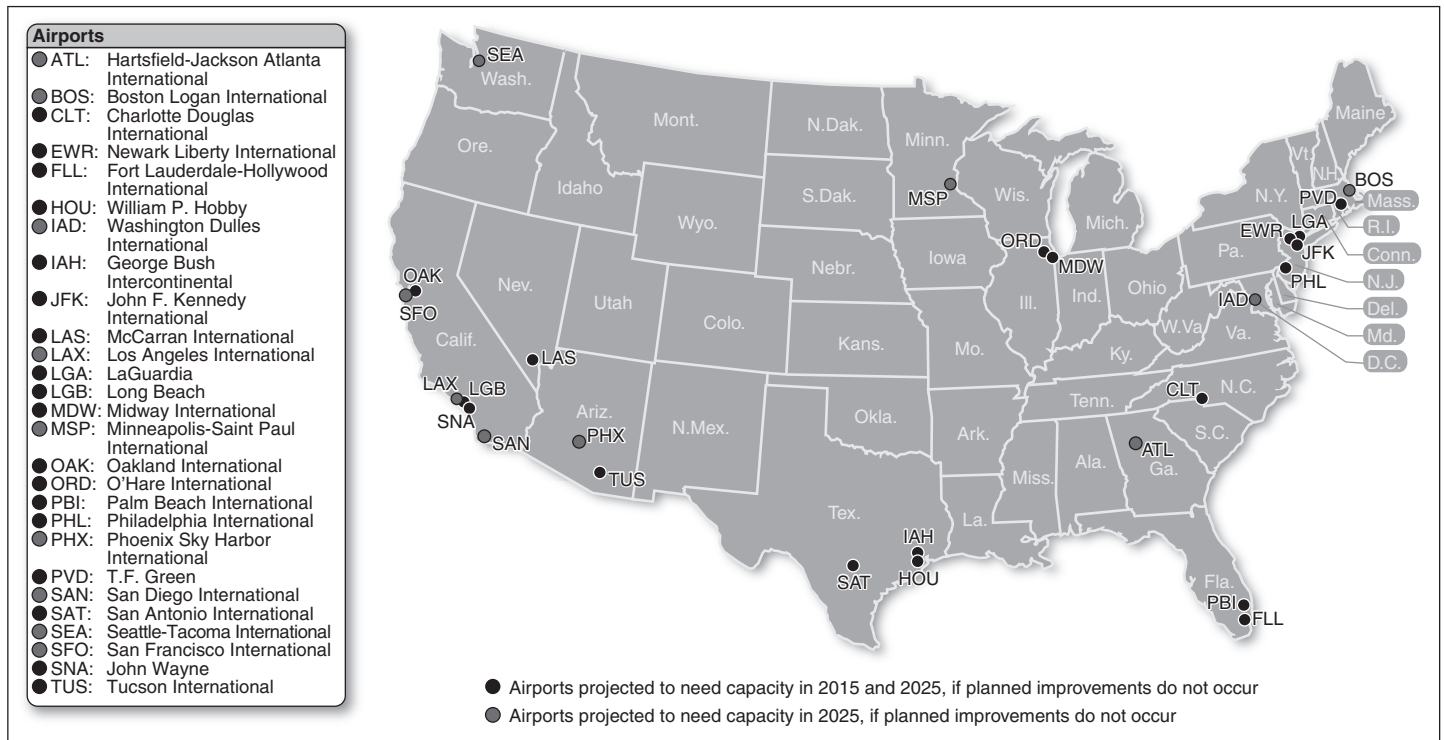 Airports
ATL: Hartsfield-Jackson Atlanta
International
BOS: Boston Logan International
CLT: Charlotte Douglas
International
EWR: Newark Liberty International
FLL: Fort Lauderdale-Hollywood
International
HOU: William P. Hobby
IAD: Washington Dulles
International
IAH: George Bush
Intercontinental
JFK: John F. Kennedy
International
LAS: McCarran International
LAX: Los Angeles International
LGA: LaGuardia
LGB: Long Beach
MDW: Midway International
MSP: Minneapolis-Saint Paul
International
OAK: Oakland International
ORD: O'Hare International
PBI: Palm Beach International
PHL: Philadelphia International
PHX: Phoenix Sky Harbor
International
PVD: T.F. Green
SAN: San Diego International
SAT: San Antonio International
SEA: Seattle-Tacoma International
SFO: San Francisco International
SNA: John Wayne
TUS: Tucson International
SEA
Wash.
Mont.
N.Dak.
Minn.
Maine
Ore.
Vt.
N.H.
Idaho
S.Dak.
MSP
Wis.
BOS
N.Y.
PVD
Mass.
Wyo.
Mich.
LGA
R.I.
ORD
EWR
Iowa
MDW
Pa.
JFK
Conn.
Nebr.
OAK
PHL
N.J.
Nev.
Ohio
SFO
Utah
Ill.
Ind.
IAD
Del.
Colo.
W.Va.
Va.
Md.
Calif.
Kans.
Mo.
Ky.
LAS
D.C.
LAX
LGB
CLT
N.C.
Tenn.
SNA
Ariz.
Okla.
N.Mex.
Ark.
S.C.
PHX
SAN
ATL
Ga.
TUS
Miss.
Ala.
Tex.
La.
IAH
SAT
HOU
Fla.
PBI
FLL
Airports projected to need capacity in 2015 and 2025, if planned improvements do not occur
Airports projected to need capacity in 2025, if planned improvements do not occur